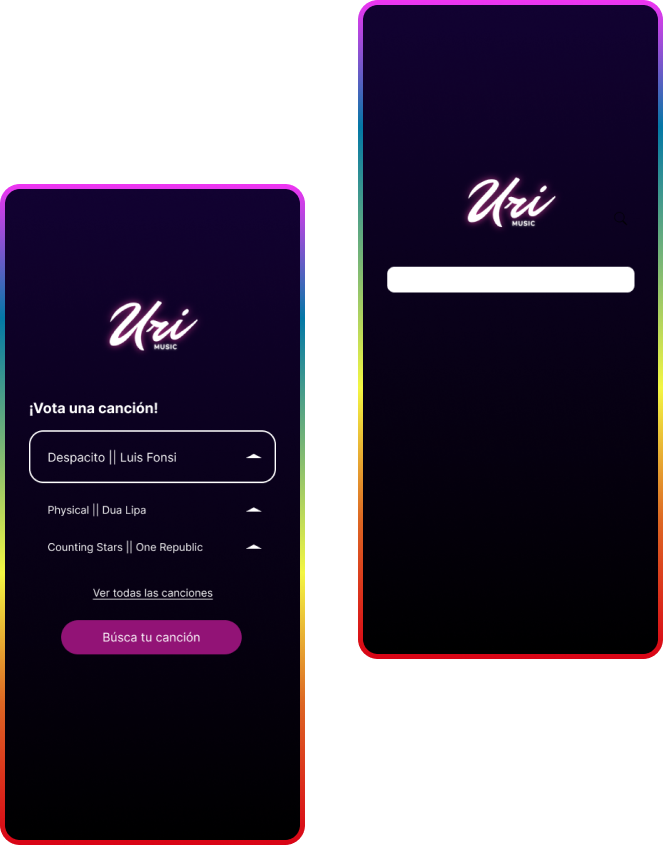 Uri
MUSIC
¡Vota una canción!
Despacito || Luis Fonsi
Physical || Dua Lipa
Counting Stars || One Republic
Ver todas las canciones
Búsca tu canción
Uri
MUSIC